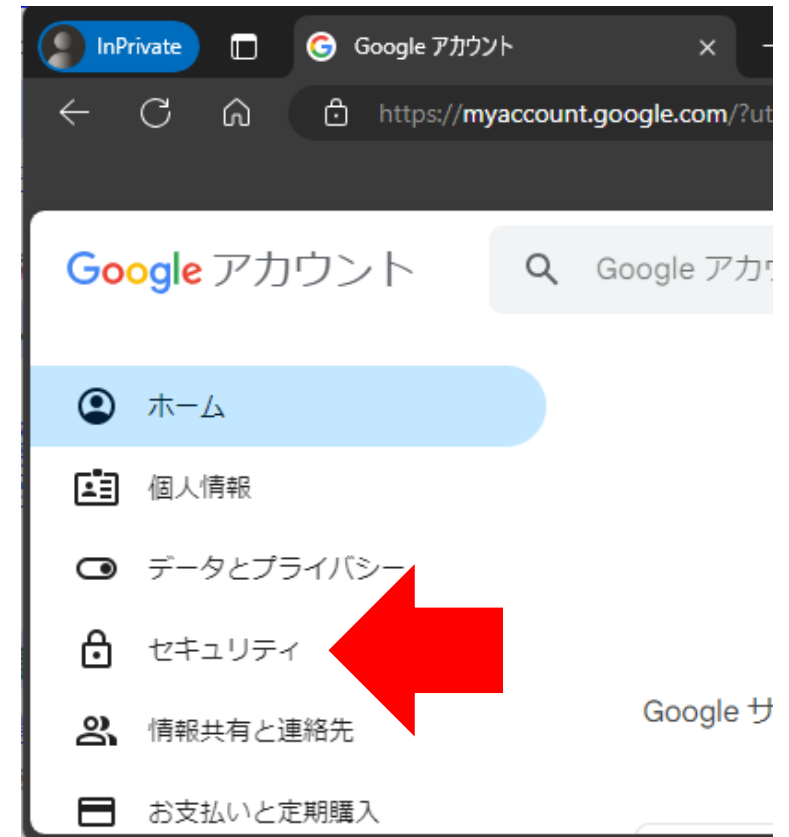 InPrivate
Google アカウント
https://myaccount.google.com/?ut
Google アカウント
Google アカウ
ホーム
個人情報
データとプライバシー
セキュリティ
情報共有と連絡先
Google サ
お支払いと定期購入